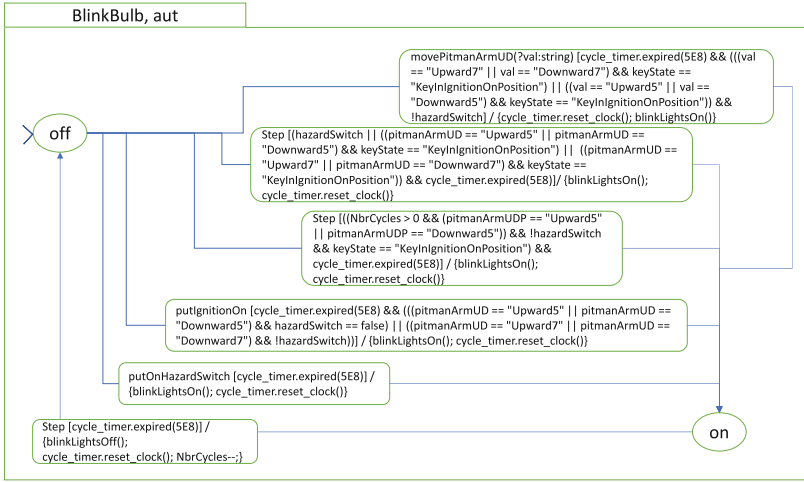 BlinkBulb, aut
movePitmanArmUD(?val:string) [cycle_timer.expired(5E8) && (((val
== "Upward7" || val == "Downward7") && keyState ==
"KeyInIgnitionOnPosition") || ((val == "Upward5" || val ==
"Downward5") && keyState == "KeyInIgnitionOnPosition")) &&
!hazardSwitch] / {cycle_timer.reset_clock(); blinkLightsOn()}
off
Step [(hazardSwitch || ((pitmanArmUD == "Upward5" || pitmanArmUD ==
"Downward5") && keyState == "KeyInIgnitionOnPosition") || ((pitmanArmUD ==
"Upward7" || pitmanArmUD == "Downward7") && keyState ==
"KeyInIgnitionOnPosition")) && cycle_timer.expired(5E8)]/ {blinkLightsOn();
cycle_timer.reset_clock()}
Step [((NbrCycles > 0 && (pitmanArmUDP == "Upward5"
|| pitmanArmUDP == "Downward5")) && !hazardSwitch
&& keyState == "KeyInIgnitionOnPosition") &&
cycle_timer.expired(5E8)] / {blinkLightsOn();
cycle_timer.reset_clock()}
putIgnitionOn [cycle_timer.expired(5E8) && (((pitmanArmUD == "Upward5" || pitmanArmUD ==
"Downward5") && hazardSwitch == false) || ((pitmanArmUD == "Upward7" || pitmanArmUD ==
"Downward7") && !hazardSwitch))] / {blinkLightsOn(); cycle_timer.reset_clock()}
putOnHazardSwitch [cycle_timer.expired(5E8)] /
{blinkLightsOn(); cycle_timer.reset_clock()}
Step [cycle_timer.expired(5E8)] /
{blinkLightsOff();
cycle_timer.reset_clock(); NbrCycles--;}
on